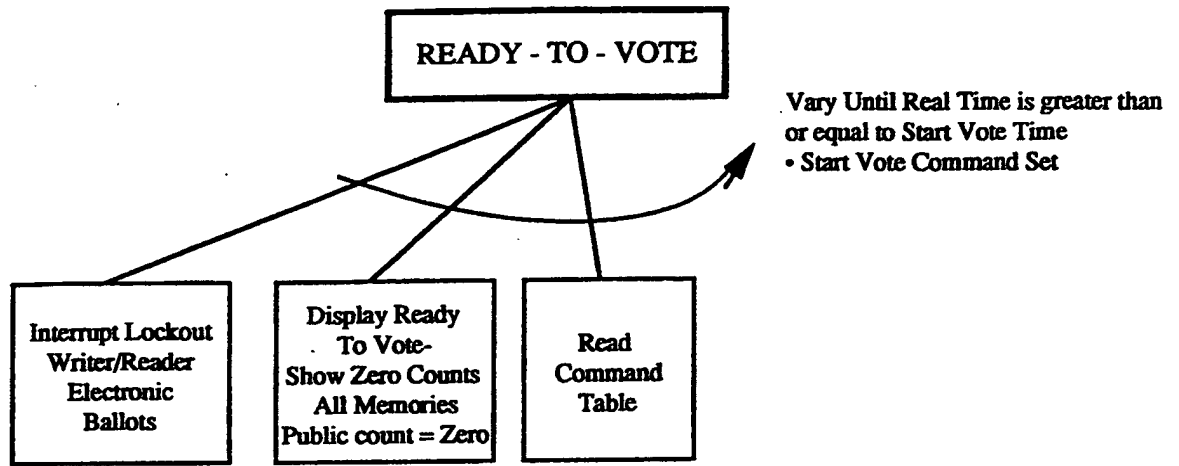 READY - TO - VOTE
Vary Until Real Time is greater than
or equal to Start Vote Time
• Start Vote Command Set
Interrupt Lockout
Writer/Reader
Electronic
Ballots
Display Ready
To Vote-
Show Zero Counts
All Memories
Public count = Zero
Read
Command
Table